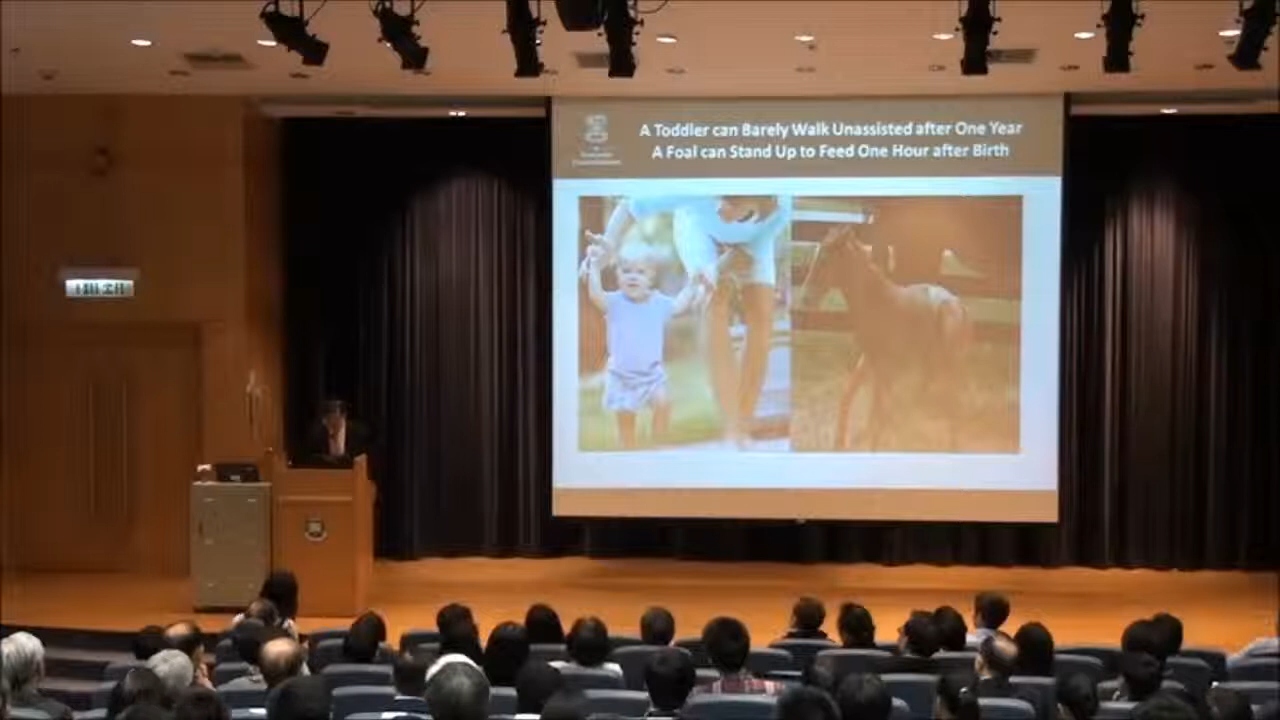 A Toddler can Barely Walk Unassisted after One Year
A Foal can Stand Up to Feed One Hour after Birth